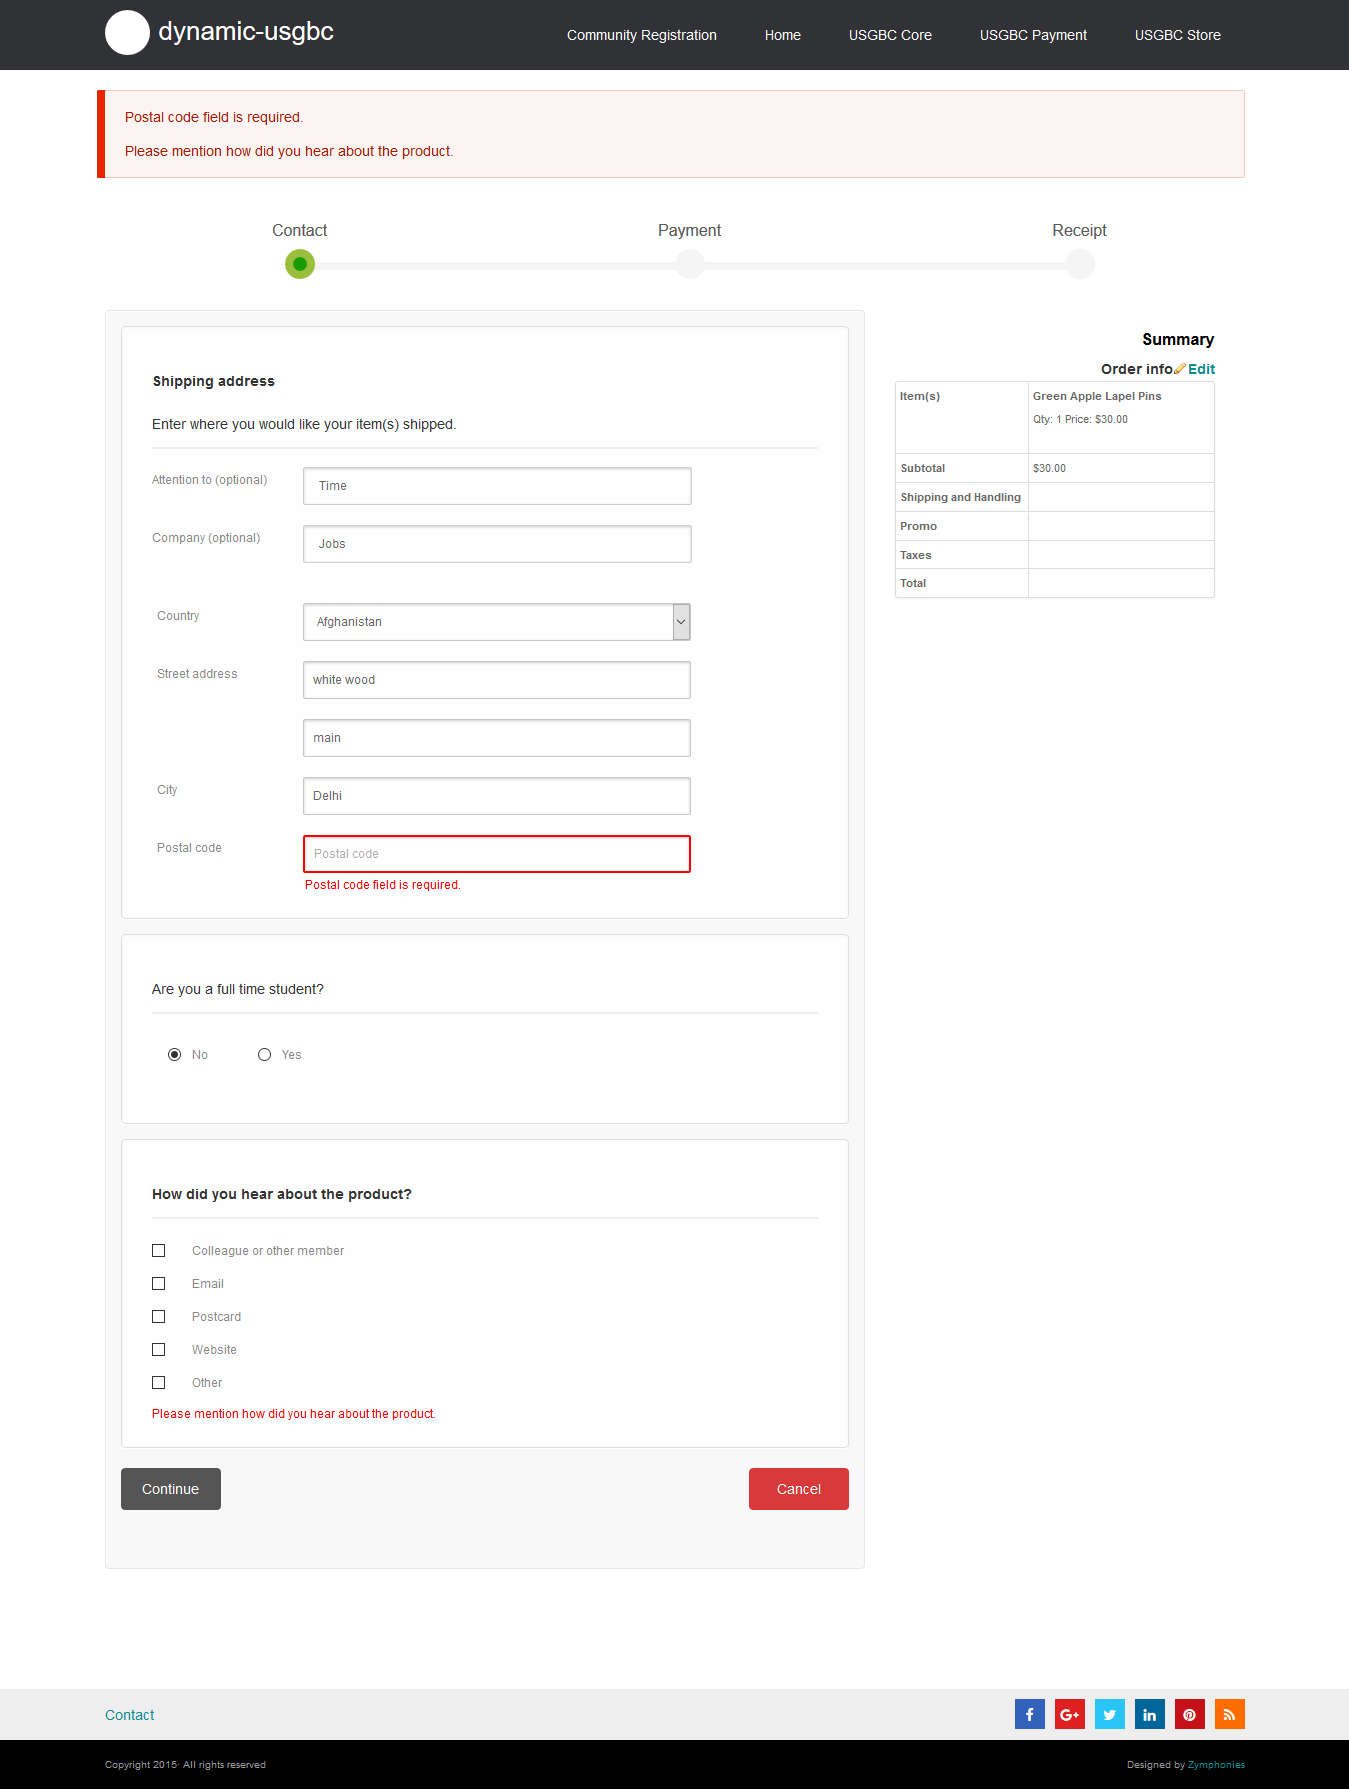 dynamic-usgbc
Community Registration Home USGBC Core USGBC Payment USGBC Store
Postal code field is required.
Please mention how did you hear about the product.
Contact Payment Receipt
Shipping address
Enter where you would like your item(s) shipped.
Attention to (optional) Time
Company (optional) Jobs
Country Afghanistan
Street address white wood
main
City Delhi
Postal code Postal code
Postal code field is required.
Are you a full time student?
No Yes
How did you hear about the product?
Colleague or other member
Email
Postcard
Website
Other
Please mention how did you hear about the product.
Continue Cancel
Summary
Order info Edit
Item(s) Green Apple Lapel Pins
Qty: 1 Price: $30.00
Subtotal $30.00
Shipping and Handling
Promo
Taxes
Total
Contact
Copyright 2015· All rights reserved Designed by Zymphonies